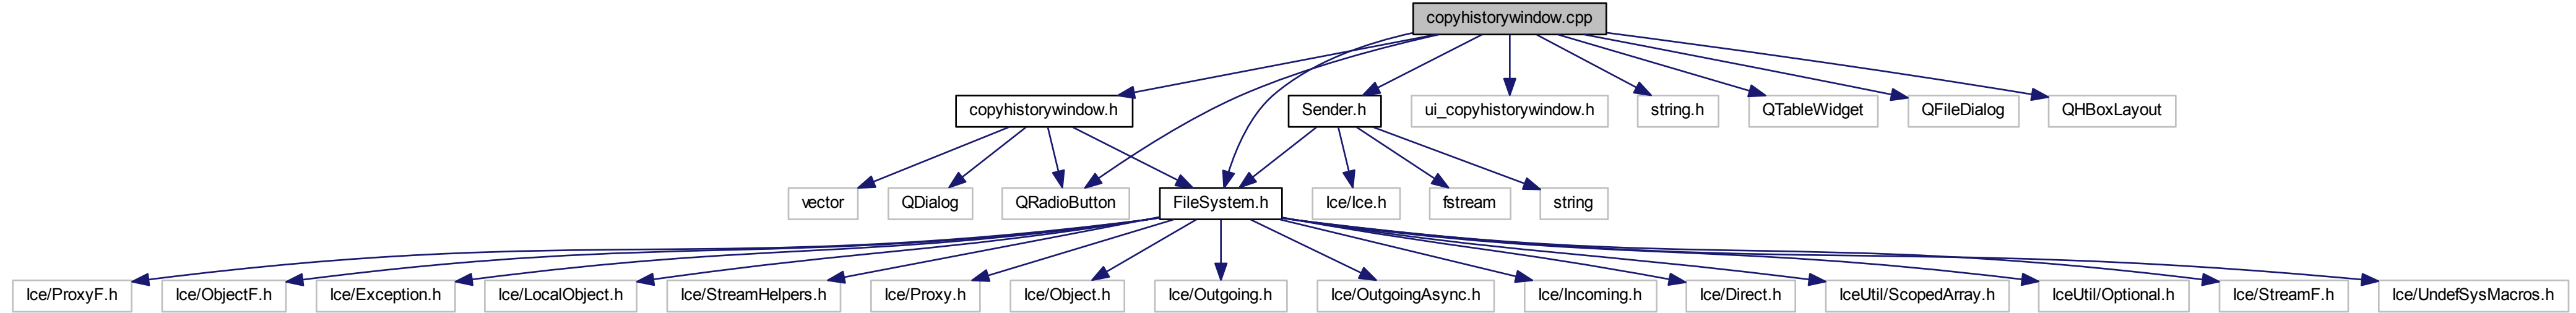 copyhistorywindow.cpp
copyhistorywindow.h
Sender.h
ui_copyhistorywindow.h
string.h
QTableWidget
QFileDialog
QHBoxLayout
vector
QDialog
QRadioButton
FileSystem.h
Ice/Ice.h
fstream
string
Ice/ProxyF.h
Ice/ObjectF.h
Ice/Exception.h
Ice/LocalObject.h
Ice/StreamHelpers.h
Ice/Proxy.h
Ice/Object.h
Ice/Outgoing.h
Ice/OutgoingAsync.h
Ice/Incoming.h
Ice/Direct.h
IceUtil/ScopedArray.h
IceUtil/Optional.h
Ice/StreamF.h
Ice/UndefSysMacros.h